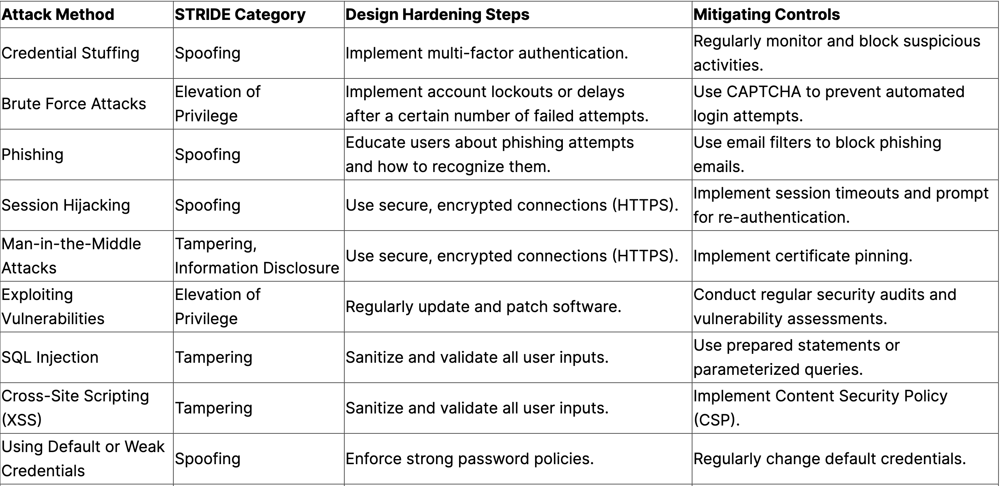 Attack Method
STRIDE Category
Design Hardening Steps
Mitigating Controls
Credential Stuffing
Spoofing
Implement multi-factor authentication.
Regularly monitor and block suspicious
activities.
Brute Force Attacks
Elevation of
Privilege
Implement account lockouts or delays
after a certain number of failed attempts.
Use CAPTCHA to prevent automated
login attempts.
Phishing
Spoofing
Educate users about phishing attempts
and how to recognize them.
Use email filters to block phishing
emails.
Session Hijacking
Spoofing
Use secure, encrypted connections (HTTPS).
Implement session timeouts and prompt
for re-authentication.
Man-in-the-Middle
Attacks
Tampering,
Information Disclosure
Use secure, encrypted connections (HTTPS).
Implement certificate pinning.
Exploiting
Vulnerabilities
Elevation of
Privilege
Regularly update and patch software.
Conduct regular security audits and
vulnerability assessments.
SQL Injection
Tampering
Sanitize and validate all user inputs.
Use prepared statements or
parameterized queries.
Cross-Site Scripting
(XSS)
Tampering
Sanitize and validate all user inputs.
Implement Content Security Policy
(CSP).
Using Default or Weak
Credentials
Spoofing
Enforce strong password policies.
Regularly change default credentials.